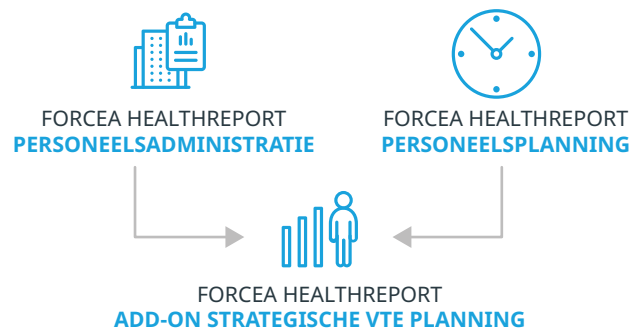 FORCEA HEALTHREPORT
PERSONEELSADMINISTRATIE
FORCEA HEALTHREPORT
PERSONEELSPLANNING
FORCEA HEALTHREPORT
ADD-ON STRATEGISCHE VTE PLANNING